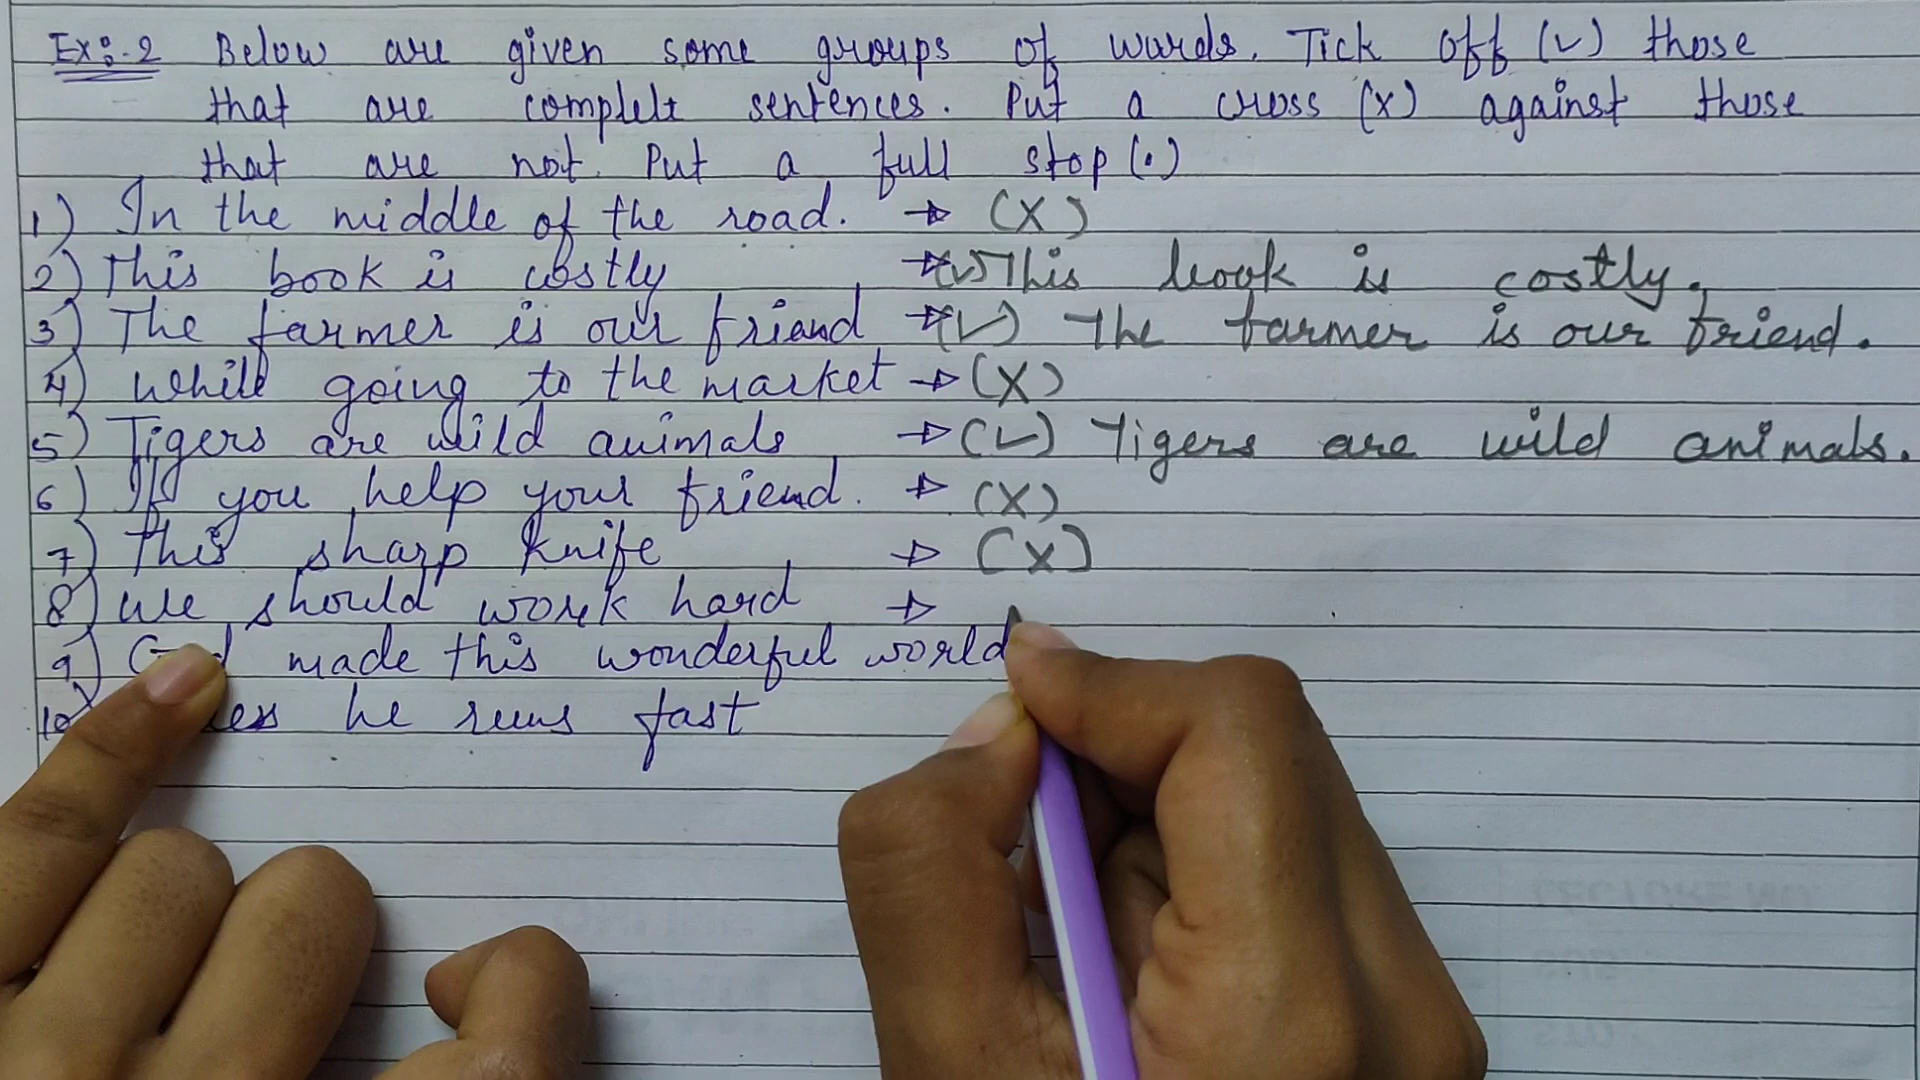 Ex:-2 Below are given some groups of words. Tick off (✓) those
that are complete sentences. Put a cross (x) against those
that are not. Put a full stop (.)
1) In the middle of the road. → (X)
2) This book is costly → (✓) This book is costly.
3) The farmer is our friend → (✓) The farmer is our friend.
4) While going to the market → (X)
5) Tigers are wild animals → (✓) Tigers are wild animals.
6) If you help your friend. → (X)
7) This sharp knife → (X)
8) We should work hard →
9) God made this wonderful world
10) he runs fast